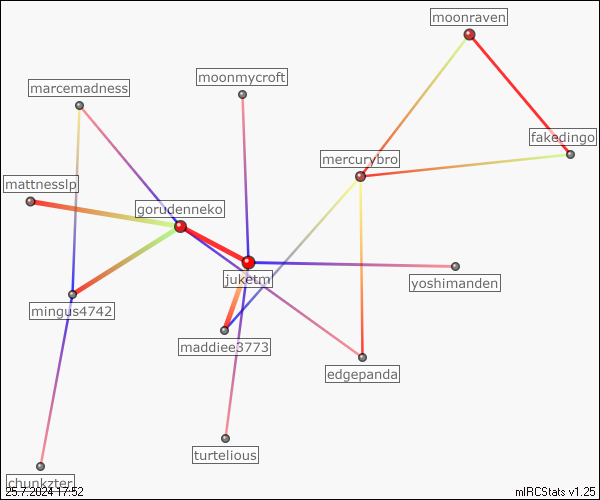 moonraven
moonmycroft
marcemadness
fakedingo
mercurybro
mattnesslp
gorudenneko
juketm
yoshimanden
mingus4742
maddiee3773
edgepanda
turtelious
chunkzter
25.7.2024 17:52
mIRCStats v1.25